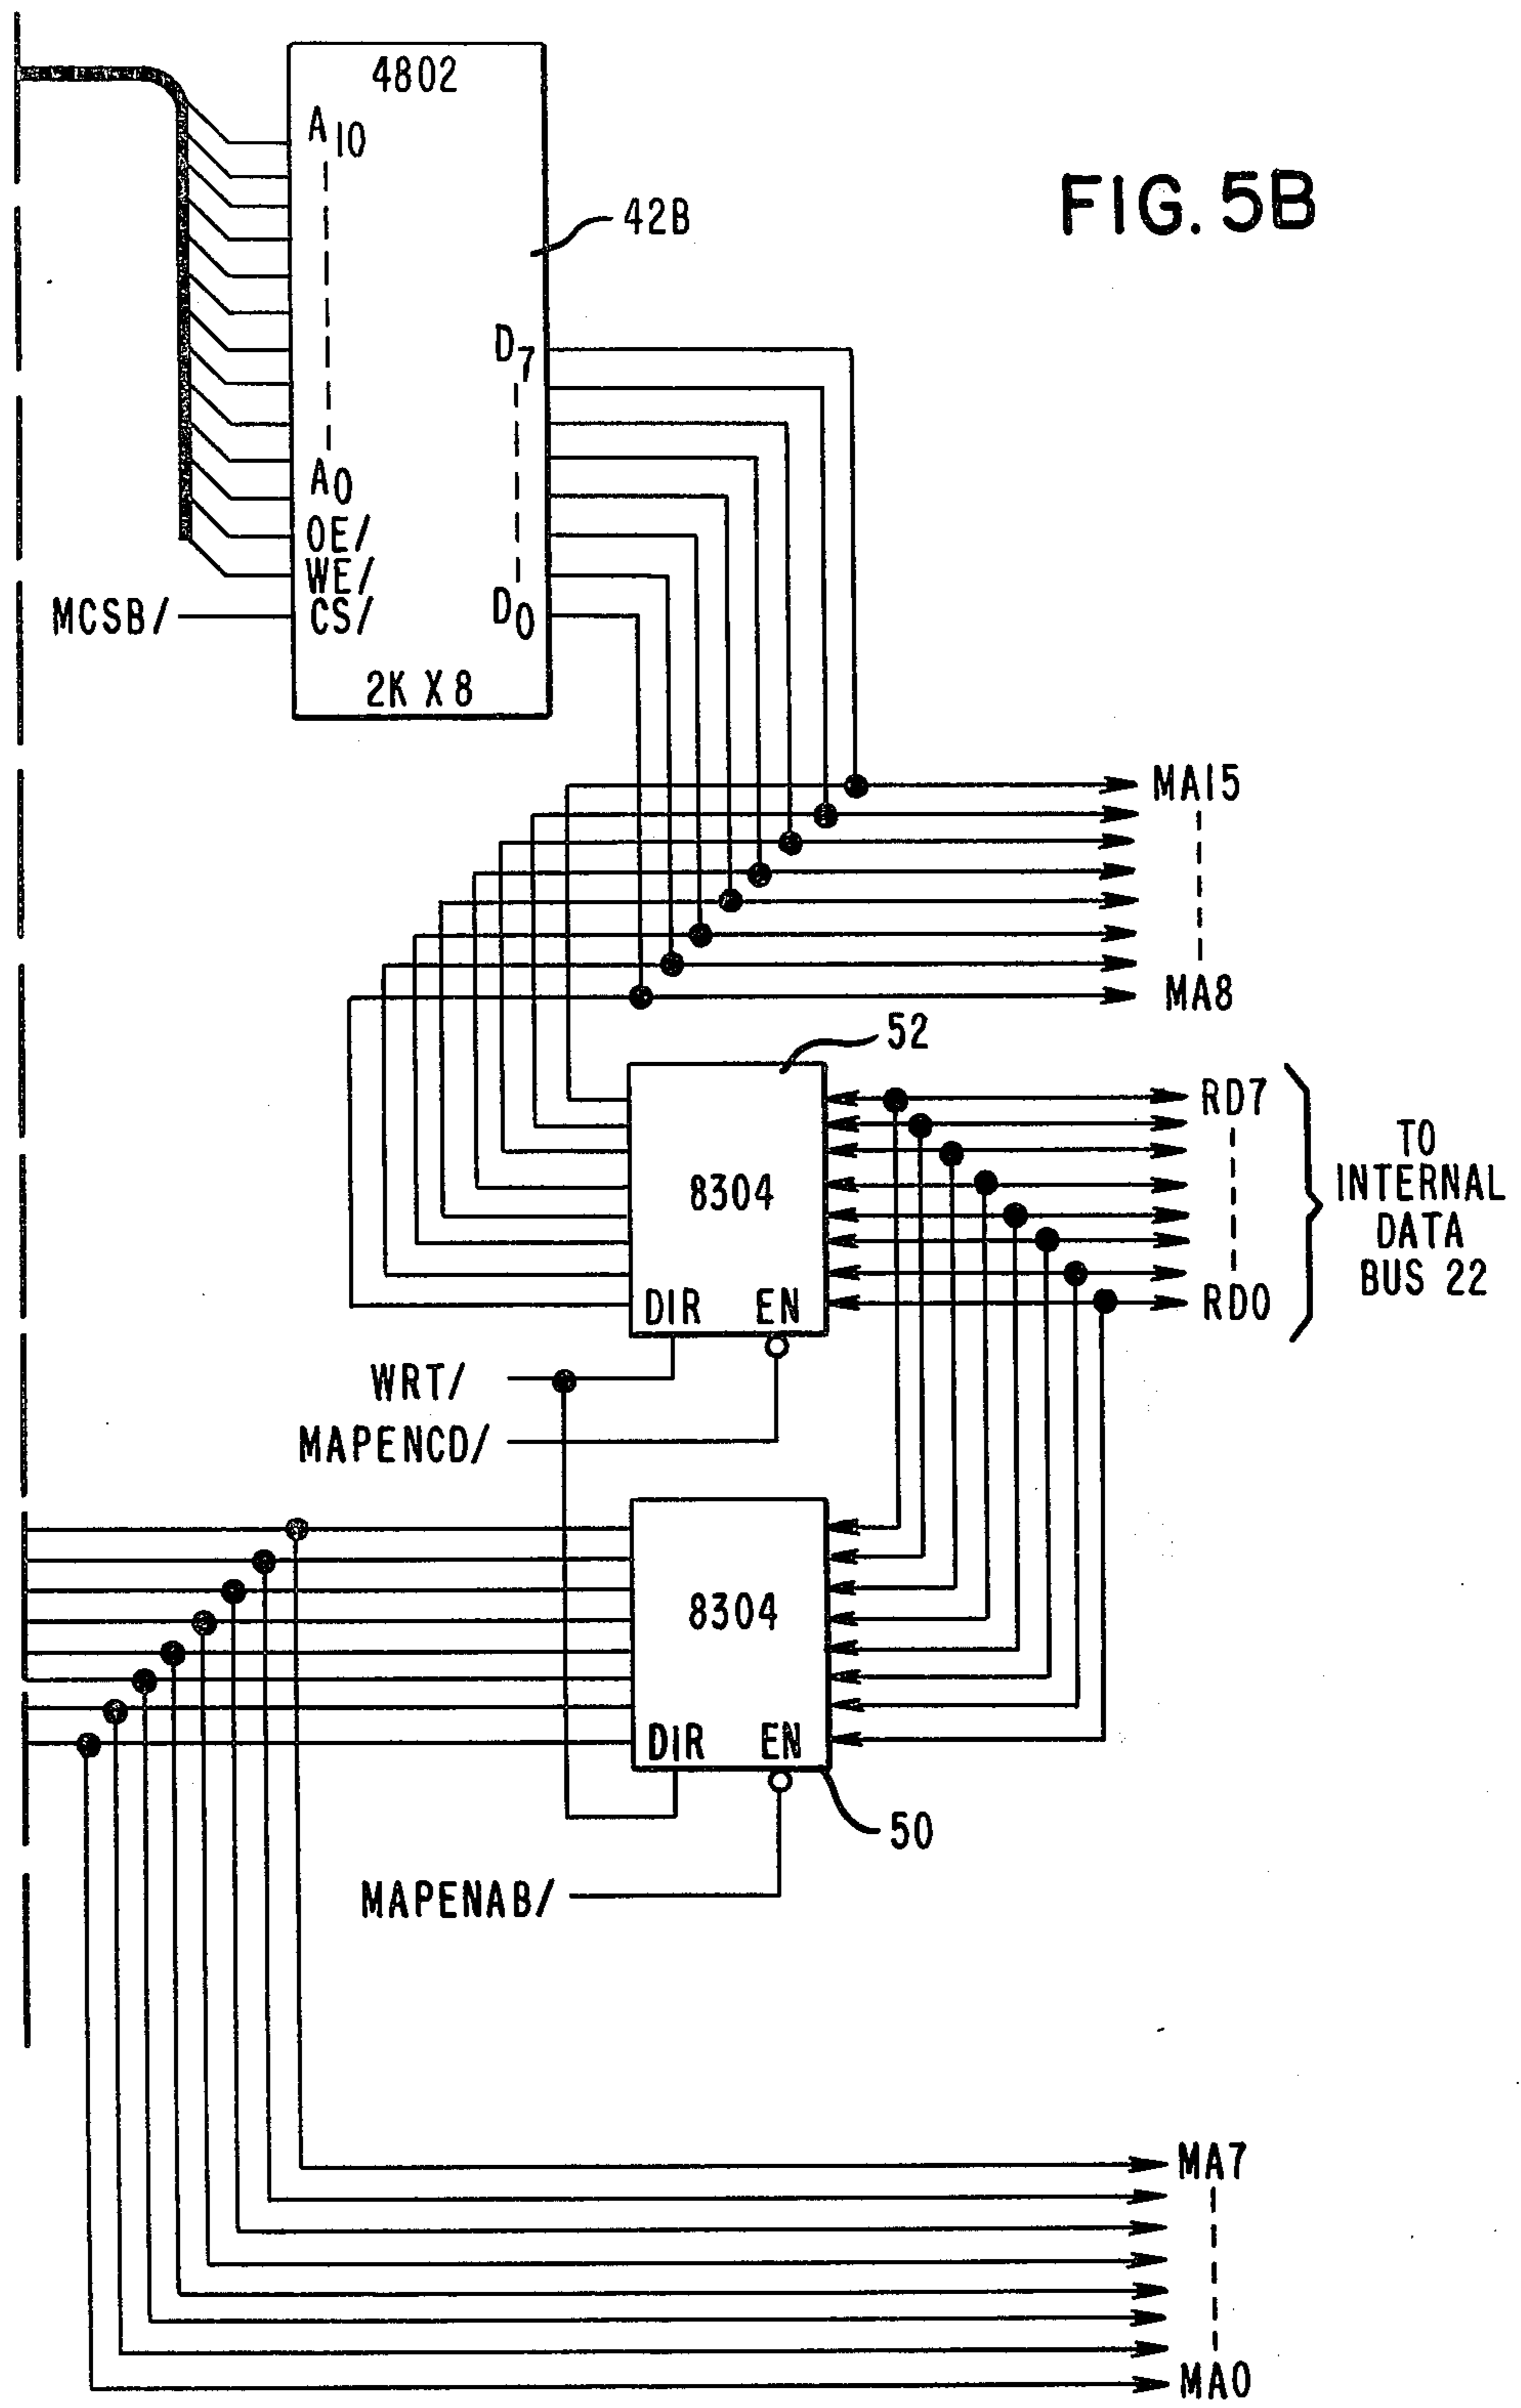 FIG. 5B
4802
A10
A0
OE/
WE/
CS/
MCSB/
D7
D0
2K X 8
42B
MA15
MA8
52
8304
DIR EN
RD7
RD0
TO
INTERNAL
DATA
BUS 22
WRT/
MAPENCD/
8304
DIR EN
50
MAPENAB/
MA7
MA0